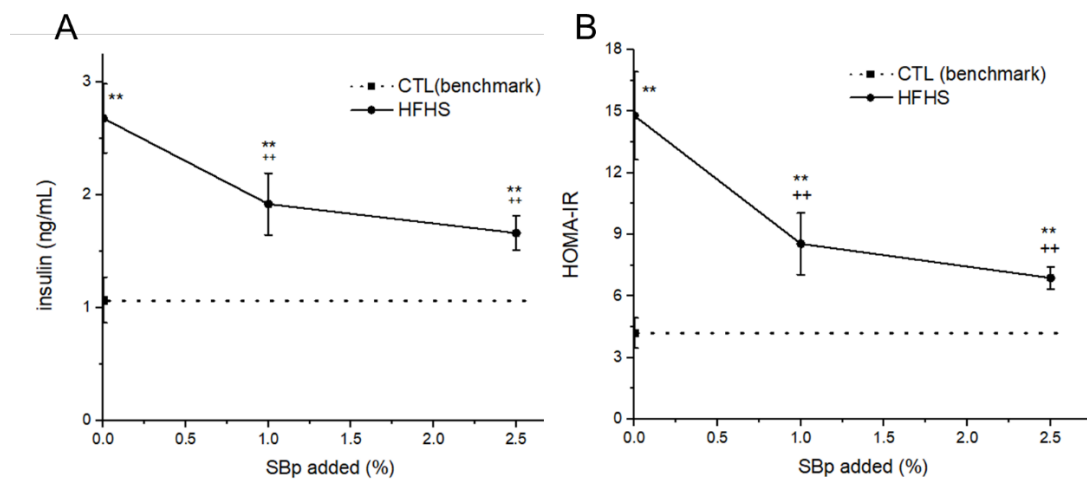 A
3
2
1
0
insulin (ng/mL)
CTL(benchmark)
HFHS
**
**
++
**
++
0.0 0.5 1.0 1.5 2.0 2.5
SBp added (%)
B
18
15
12
9
6
3
0
HOMA-IR
CTL (benchmark)
HFHS
**
**
++
**
++
0.0 0.5 1.0 1.5 2.0 2.5
SBp added (%)